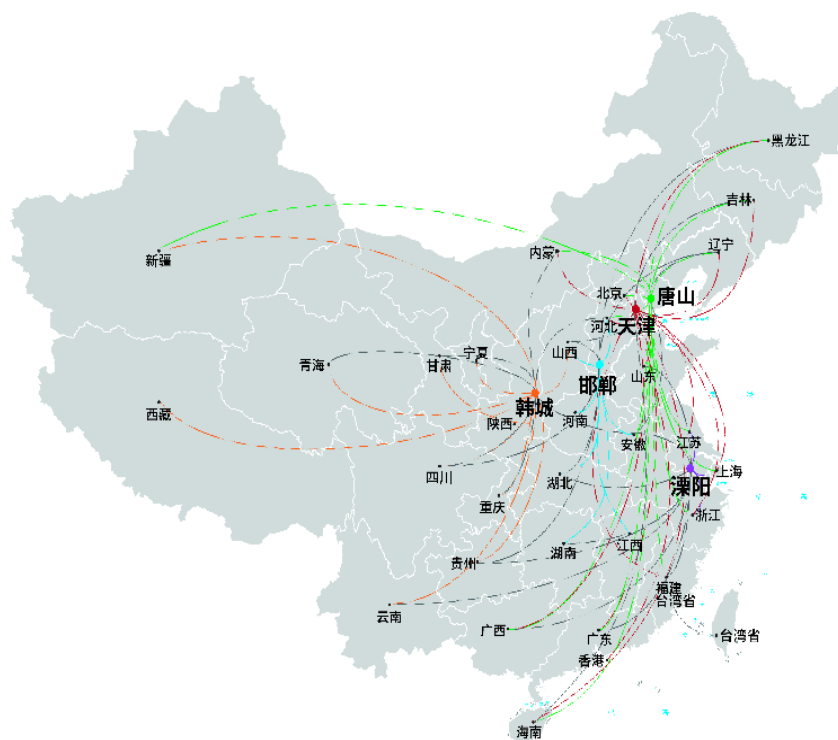 黑龙江
吉林
辽宁
内蒙
新疆
北京
唐山
河北
天津
宁夏
山西
青海
甘肃
山东
邯郸
西藏
韩城
陕西
河南
安徽
江苏
四川
上海
湖北
溧阳
重庆
浙江
湖南
江西
贵州
福建
台湾省
云南
广西
广东
台湾省
香港
海南